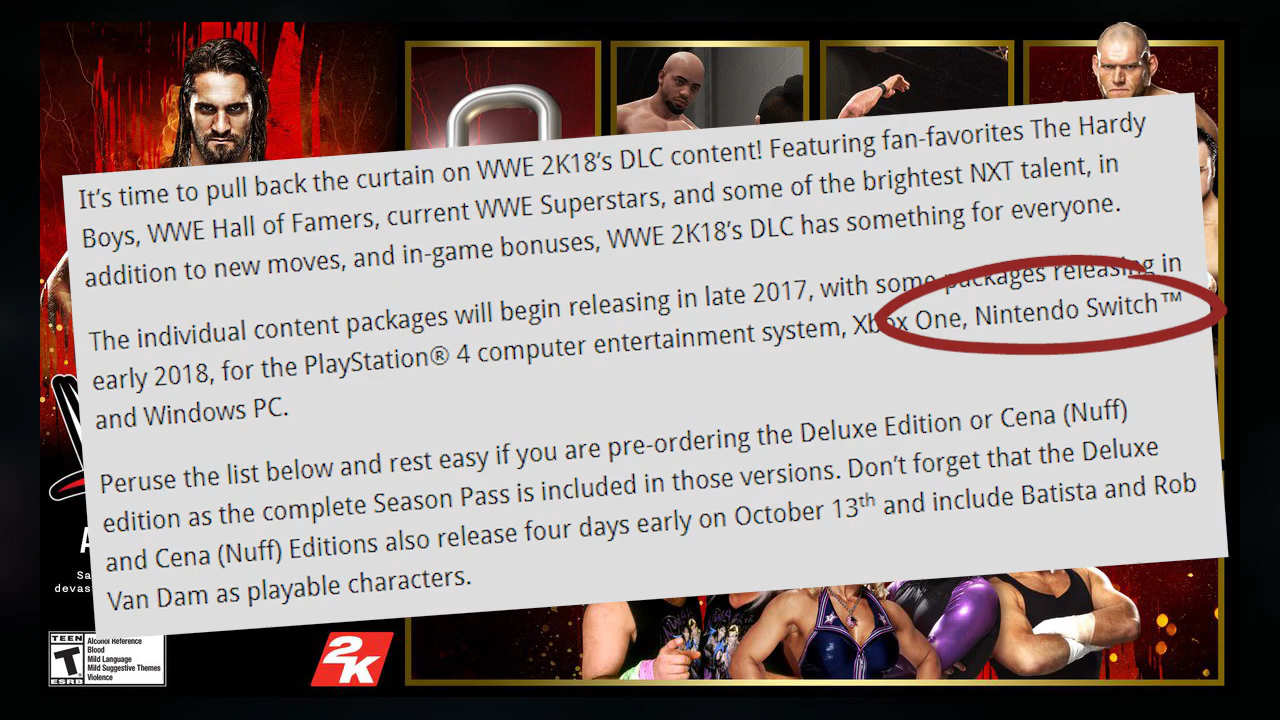 It's time to pull back the curtain on WWE 2K18's DLC content! Featuring fan-favorites The Hardy
Boys, WWE Hall of Famers, current WWE Superstars, and some of the brightest NXT talent, in
addition to new moves, and in-game bonuses, WWE 2K18's DLC has something for everyone.
The individual content packages will begin releasing in late 2017, with some packages releasing in
early 2018, for the PlayStation® 4 computer entertainment system, Xbox One, Nintendo Switch™
and Windows PC.
Peruse the list below and rest easy if you are pre-ordering the Deluxe Edition or Cena (Nuff)
edition as the complete Season Pass is included in those versions. Don't forget that the Deluxe
and Cena (Nuff) Editions also release four days early on October 13th and include Batista and Rob
Van Dam as playable characters.
TEEN
T
ESRB
Alcohol Reference
Blood
Mild Language
Mild Suggestive Themes
Violence
2K